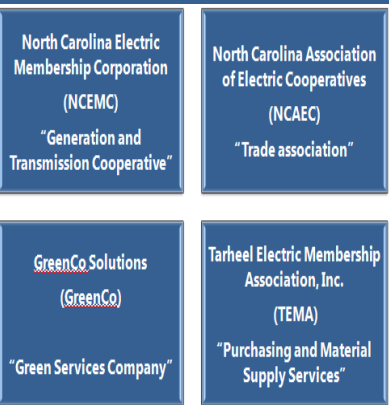 North Carolina Electric
Membership Corporation
(NCEMC)
“Generation and
Transmission Cooperative”
North Carolina Association
of Electric Cooperatives
(NCAEC)
“Trade association”
GreenCo Solutions
(GreenCo)
“Green Services Company”
Tarheel Electric Membership
Association, Inc.
(TEMA)
“Purchasing and Material
Supply Services”